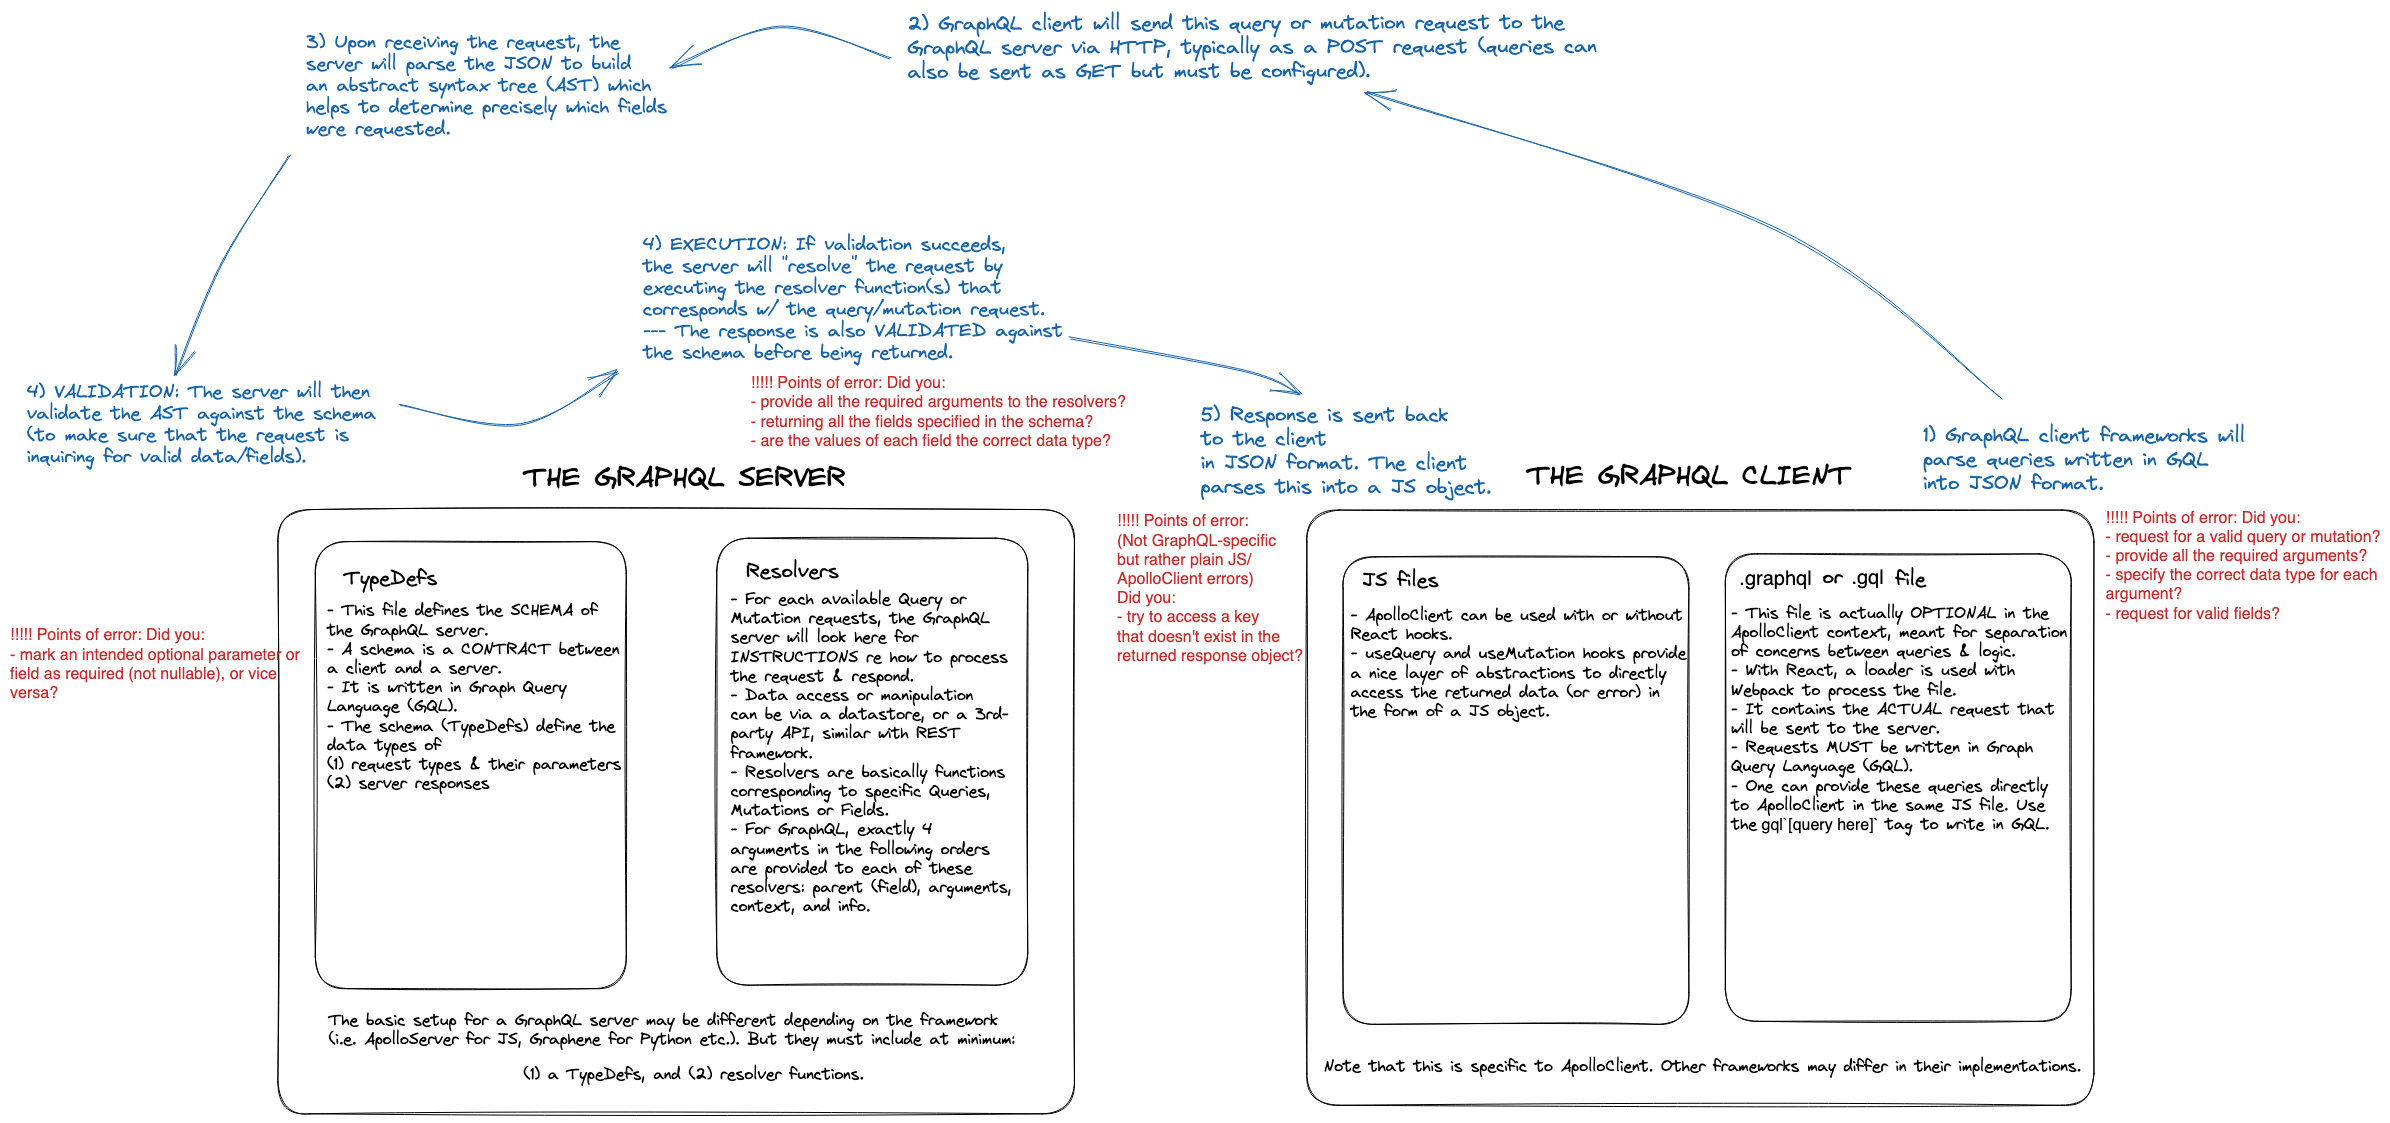 2) GraphQL client will send this query or mutation request to the
GraphQL server via HTTP, typically as a POST request (queries can
also be sent as GET but must be configured).
3) Upon receiving the request, the
server will parse the JSON to build
an abstract syntax tree (AST) which
helps to determine precisely which fields
were requested.
4) EXECUTION: If validation succeeds,
the server will "resolve" the request by
executing the resolver function(s) that
corresponds w/ the query/mutation request.
--- The response is also VALIDATED against
the schema before being returned.
!!!!! Points of error: Did you:
- provide all the required arguments to the resolvers?
- returning all the fields specified in the schema?
- are the values of each field the correct data type?
4) VALIDATION: The server will then
validate the AST against the schema
(to make sure that the request is
inquiring for valid data/fields).
5) Response is sent back
to the client
in JSON format. The client
parses this into a JS object.
1) GraphQL client frameworks will
parse queries written in GQL
into JSON format.
THE GRAPHQL SERVER
THE GRAPHQL CLIENT
!!!!! Points of error: Did you:
- mark an intended optional parameter or
field as required (not nullable), or vice
versa?
TypeDefs
- This file defines the SCHEMA of
the GraphQL server.
- A schema is a CONTRACT between
a client and a server.
- It is written in Graph Query
Language (GQL).
- The schema (TypeDefs) define the
data types of
(1) request types & their parameters
(2) server responses
Resolvers
- For each available Query or
Mutation requests, the GraphQL
server will look here for
INSTRUCTIONS re how to process
the request & respond.
- Data access or manipulation
can be via a datastore, or a 3rd-
party API, similar with REST
framework.
- Resolvers are basically functions
corresponding to specific Queries,
Mutations or Fields.
- For GraphQL, exactly 4
arguments in the following orders
are provided to each of these
resolvers: parent (field), arguments,
context, and info.
The basic setup for a GraphQL server may be different depending on the framework
(i.e. ApolloServer for JS, Graphene for Python etc.). But they must include at minimum:
(1) a TypeDefs, and (2) resolver functions.
!!!!! Points of error:
(Not GraphQL-specific
but rather plain JS/
ApolloClient errors)
Did you:
- try to access a key
that doesn't exist in the
returned response object?
JS files
- ApolloClient can be used with or without
React hooks.
- useQuery and useMutation hooks provide
a nice layer of abstractions to directly
access the returned data (or error) in
the form of a JS object.
.graphql or .gql file
- This file is actually OPTIONAL in the
ApolloClient context, meant for separation
of concerns between queries & logic.
- With React, a loader is used with
Webpack to process the file.
- It contains the ACTUAL request that
will be sent to the server.
- Requests MUST be written in Graph
Query Language (GQL).
- One can provide these queries directly
to ApolloClient in the same JS file. Use
the gql`[query here]` tag to write in GQL.
!!!!! Points of error: Did you:
- request for a valid query or mutation?
- provide all the required arguments?
- specify the correct data type for each
argument?
- request for valid fields?
Note that this is specific to ApolloClient. Other frameworks may differ in their implementations.